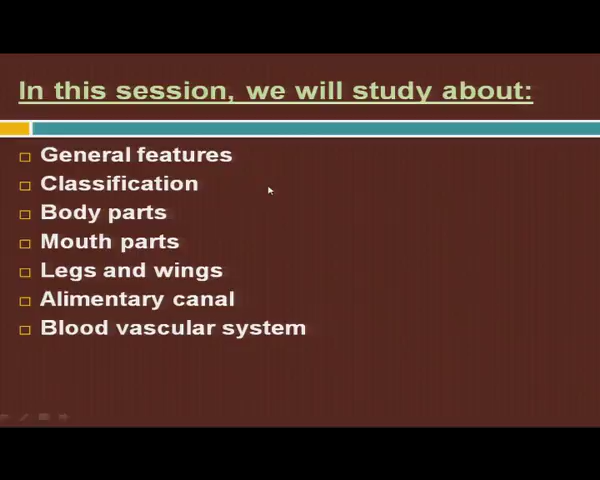 In this session, we will study about:
General features
Classification
Body parts
Mouth parts
Legs and wings
Alimentary canal
Blood vascular system